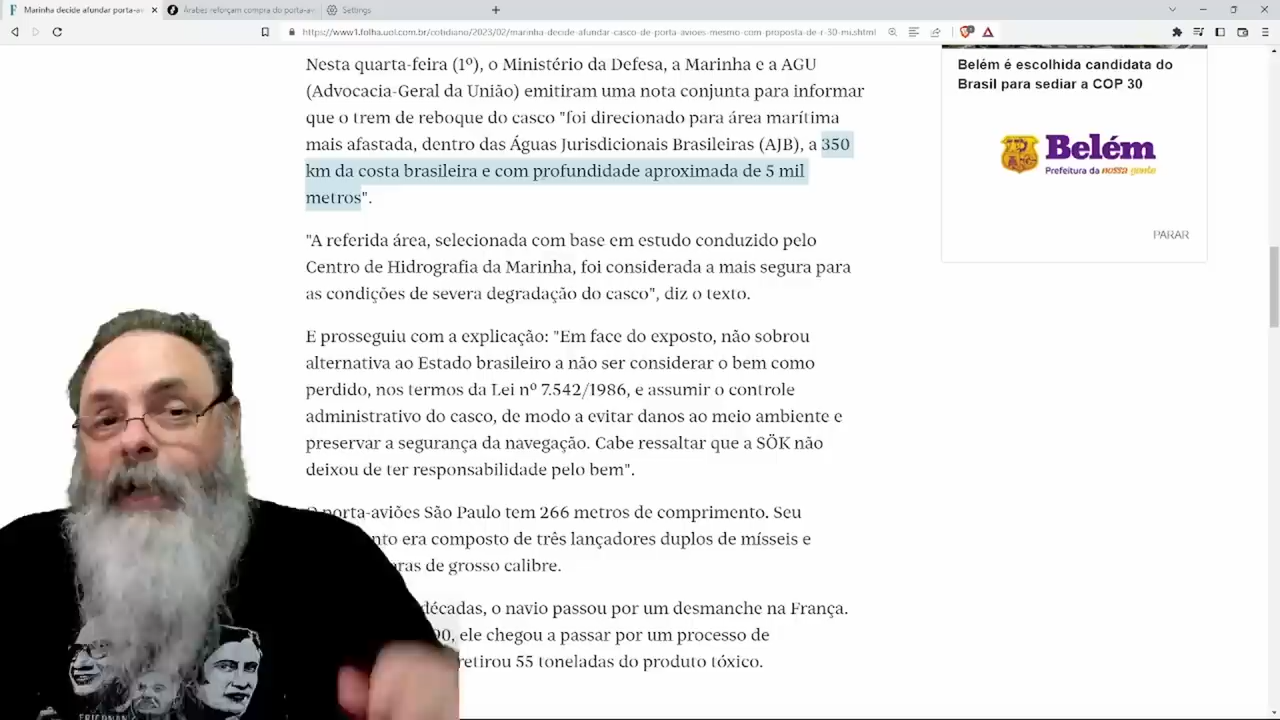 Marinha decide afundar porta-av
Árabes reforçam compra do porta-av
Settings
https://www1.folha.uol.com.br/cotidiano/2023/02/marinha-decide-afundar-casco-de-porta-avioes-mesmo-com-proposta-de-r-30-mi.shtml
Nesta quarta-feira (1º), o Ministério da Defesa, a Marinha e a AGU
(Advocacia-Geral da União) emitiram uma nota conjunta para informar
que o trem de reboque do casco "foi direcionado para área marítima
mais afastada, dentro das Águas Jurisdicionais Brasileiras (AJB), a 350
km da costa brasileira e com profundidade aproximada de 5 mil
metros".
"A referida área, selecionada com base em estudo conduzido pelo
Centro de Hidrografia da Marinha, foi considerada a mais segura para
as condições de severa degradação do casco", diz o texto.
E prosseguiu com a explicação: "Em face do exposto, não sobrou
alternativa ao Estado brasileiro a não ser considerar o bem como
perdido, nos termos da Lei nº 7.542/1986, e assumir o controle
administrativo do casco, de modo a evitar danos ao meio ambiente e
preservar a segurança da navegação. Cabe ressaltar que a SÖK não
deixou de ter responsabilidade pelo bem".
porta-aviões São Paulo tem 266 metros de comprimento. Seu
nto era composto de três lançadores duplos de mísseis e
ras de grosso calibre.
décadas, o navio passou por um desmanche na França.
90, ele chegou a passar por um processo de
retirou 55 toneladas do produto tóxico.
Belém é escolhida candidata do
Brasil para sediar a COP 30
Belém
Prefeitura da nossa gente
PARAR